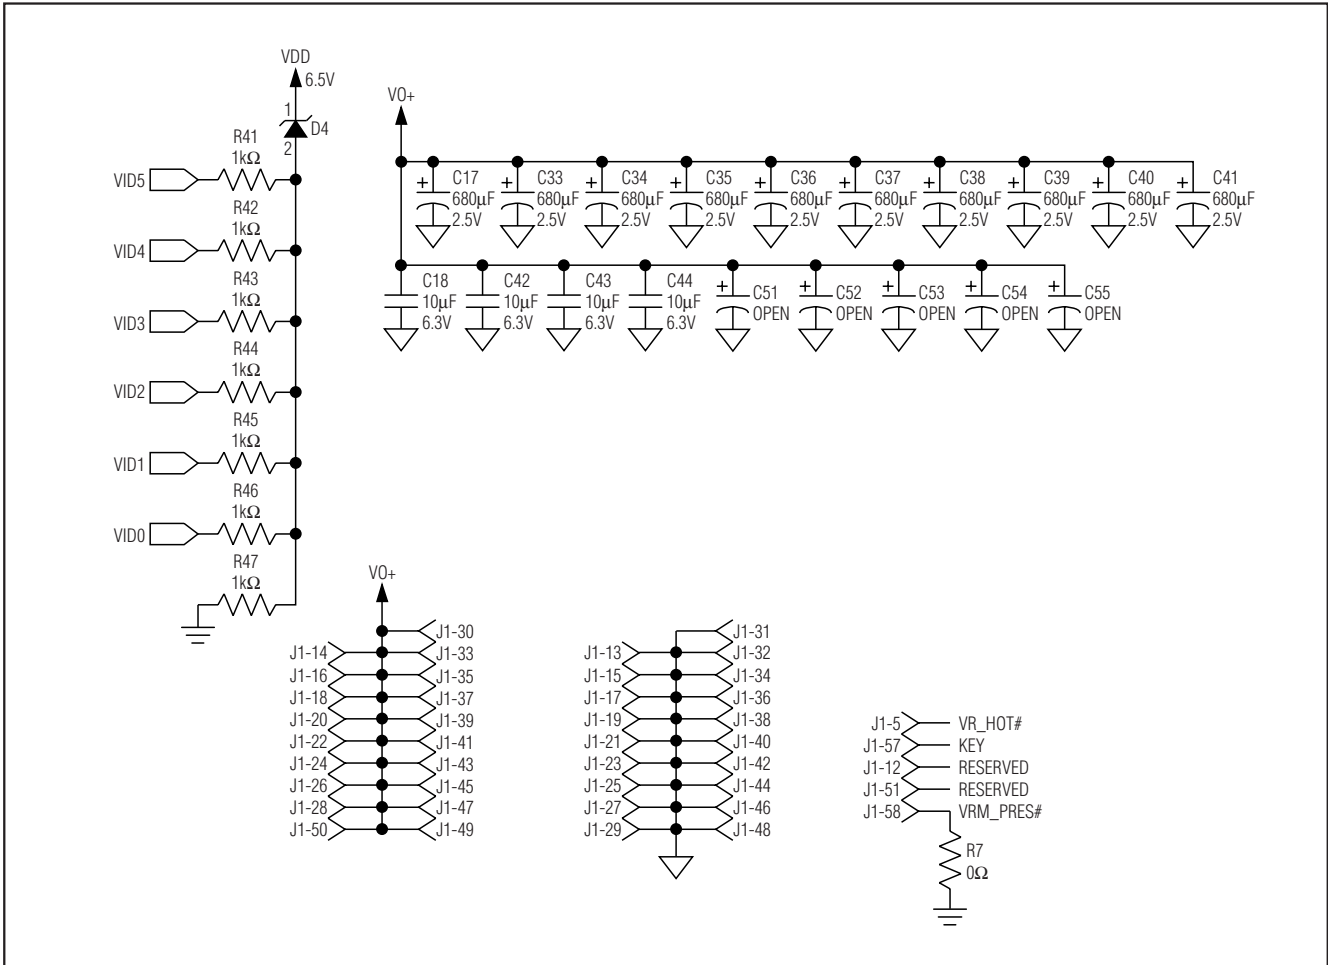 VDD
6.5V
1
D4
2
R41
1kΩ
VID5
R42
1kΩ
VID4
R43
1kΩ
VID3
R44
1kΩ
VID2
R45
1kΩ
VID1
R46
1kΩ
VID0
R47
1kΩ
VO+
+ C17
680μF
2.5V
+ C33
680μF
2.5V
+ C34
680μF
2.5V
+ C35
680μF
2.5V
+ C36
680μF
2.5V
+ C37
680μF
2.5V
+ C38
680μF
2.5V
+ C39
680μF
2.5V
+ C40
680μF
2.5V
+ C41
680μF
2.5V
C18
10μF
6.3V
C42
10μF
6.3V
C43
10μF
6.3V
C44
10μF
6.3V
+ C51
OPEN
+ C52
OPEN
+ C53
OPEN
+ C54
OPEN
+ C55
OPEN
VO+
J1-30
J1-14 J1-33
J1-16 J1-35
J1-18 J1-37
J1-20 J1-39
J1-22 J1-41
J1-24 J1-43
J1-26 J1-45
J1-28 J1-47
J1-50 J1-49
J1-31
J1-13 J1-32
J1-15 J1-34
J1-17 J1-36
J1-19 J1-38
J1-21 J1-40
J1-23 J1-42
J1-25 J1-44
J1-27 J1-46
J1-29 J1-48
J1-5 VR_HOT#
J1-57 KEY
J1-12 RESERVED
J1-51 RESERVED
J1-58 VRM_PRES#
R7
0Ω